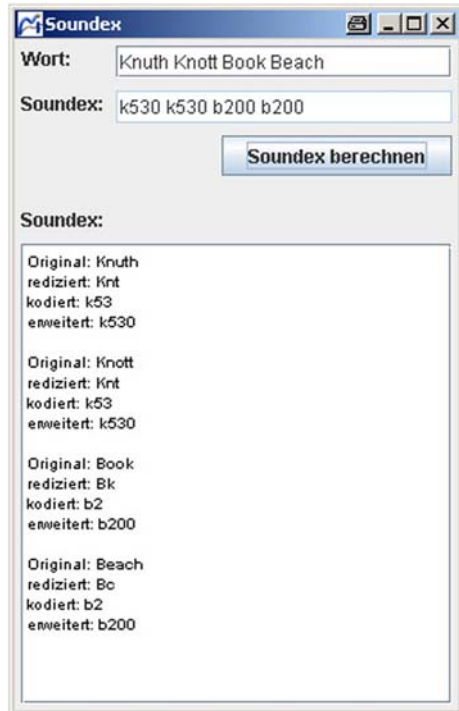 Soundex
Wort: Knuth Knott Book Beach
Soundex: k530 k530 b200 b200
Soundex berechnen
Soundex:
Original: Knuth
rediziert: Knt
kodiert: k53
erweitert: k530
Original: Knott
rediziert: Knt
kodiert: k53
erweitert: k530
Original: Book
rediziert: Bk
kodiert: b2
erweitert: b200
Original: Beach
rediziert: Bc
kodiert: b2
erweitert: b200